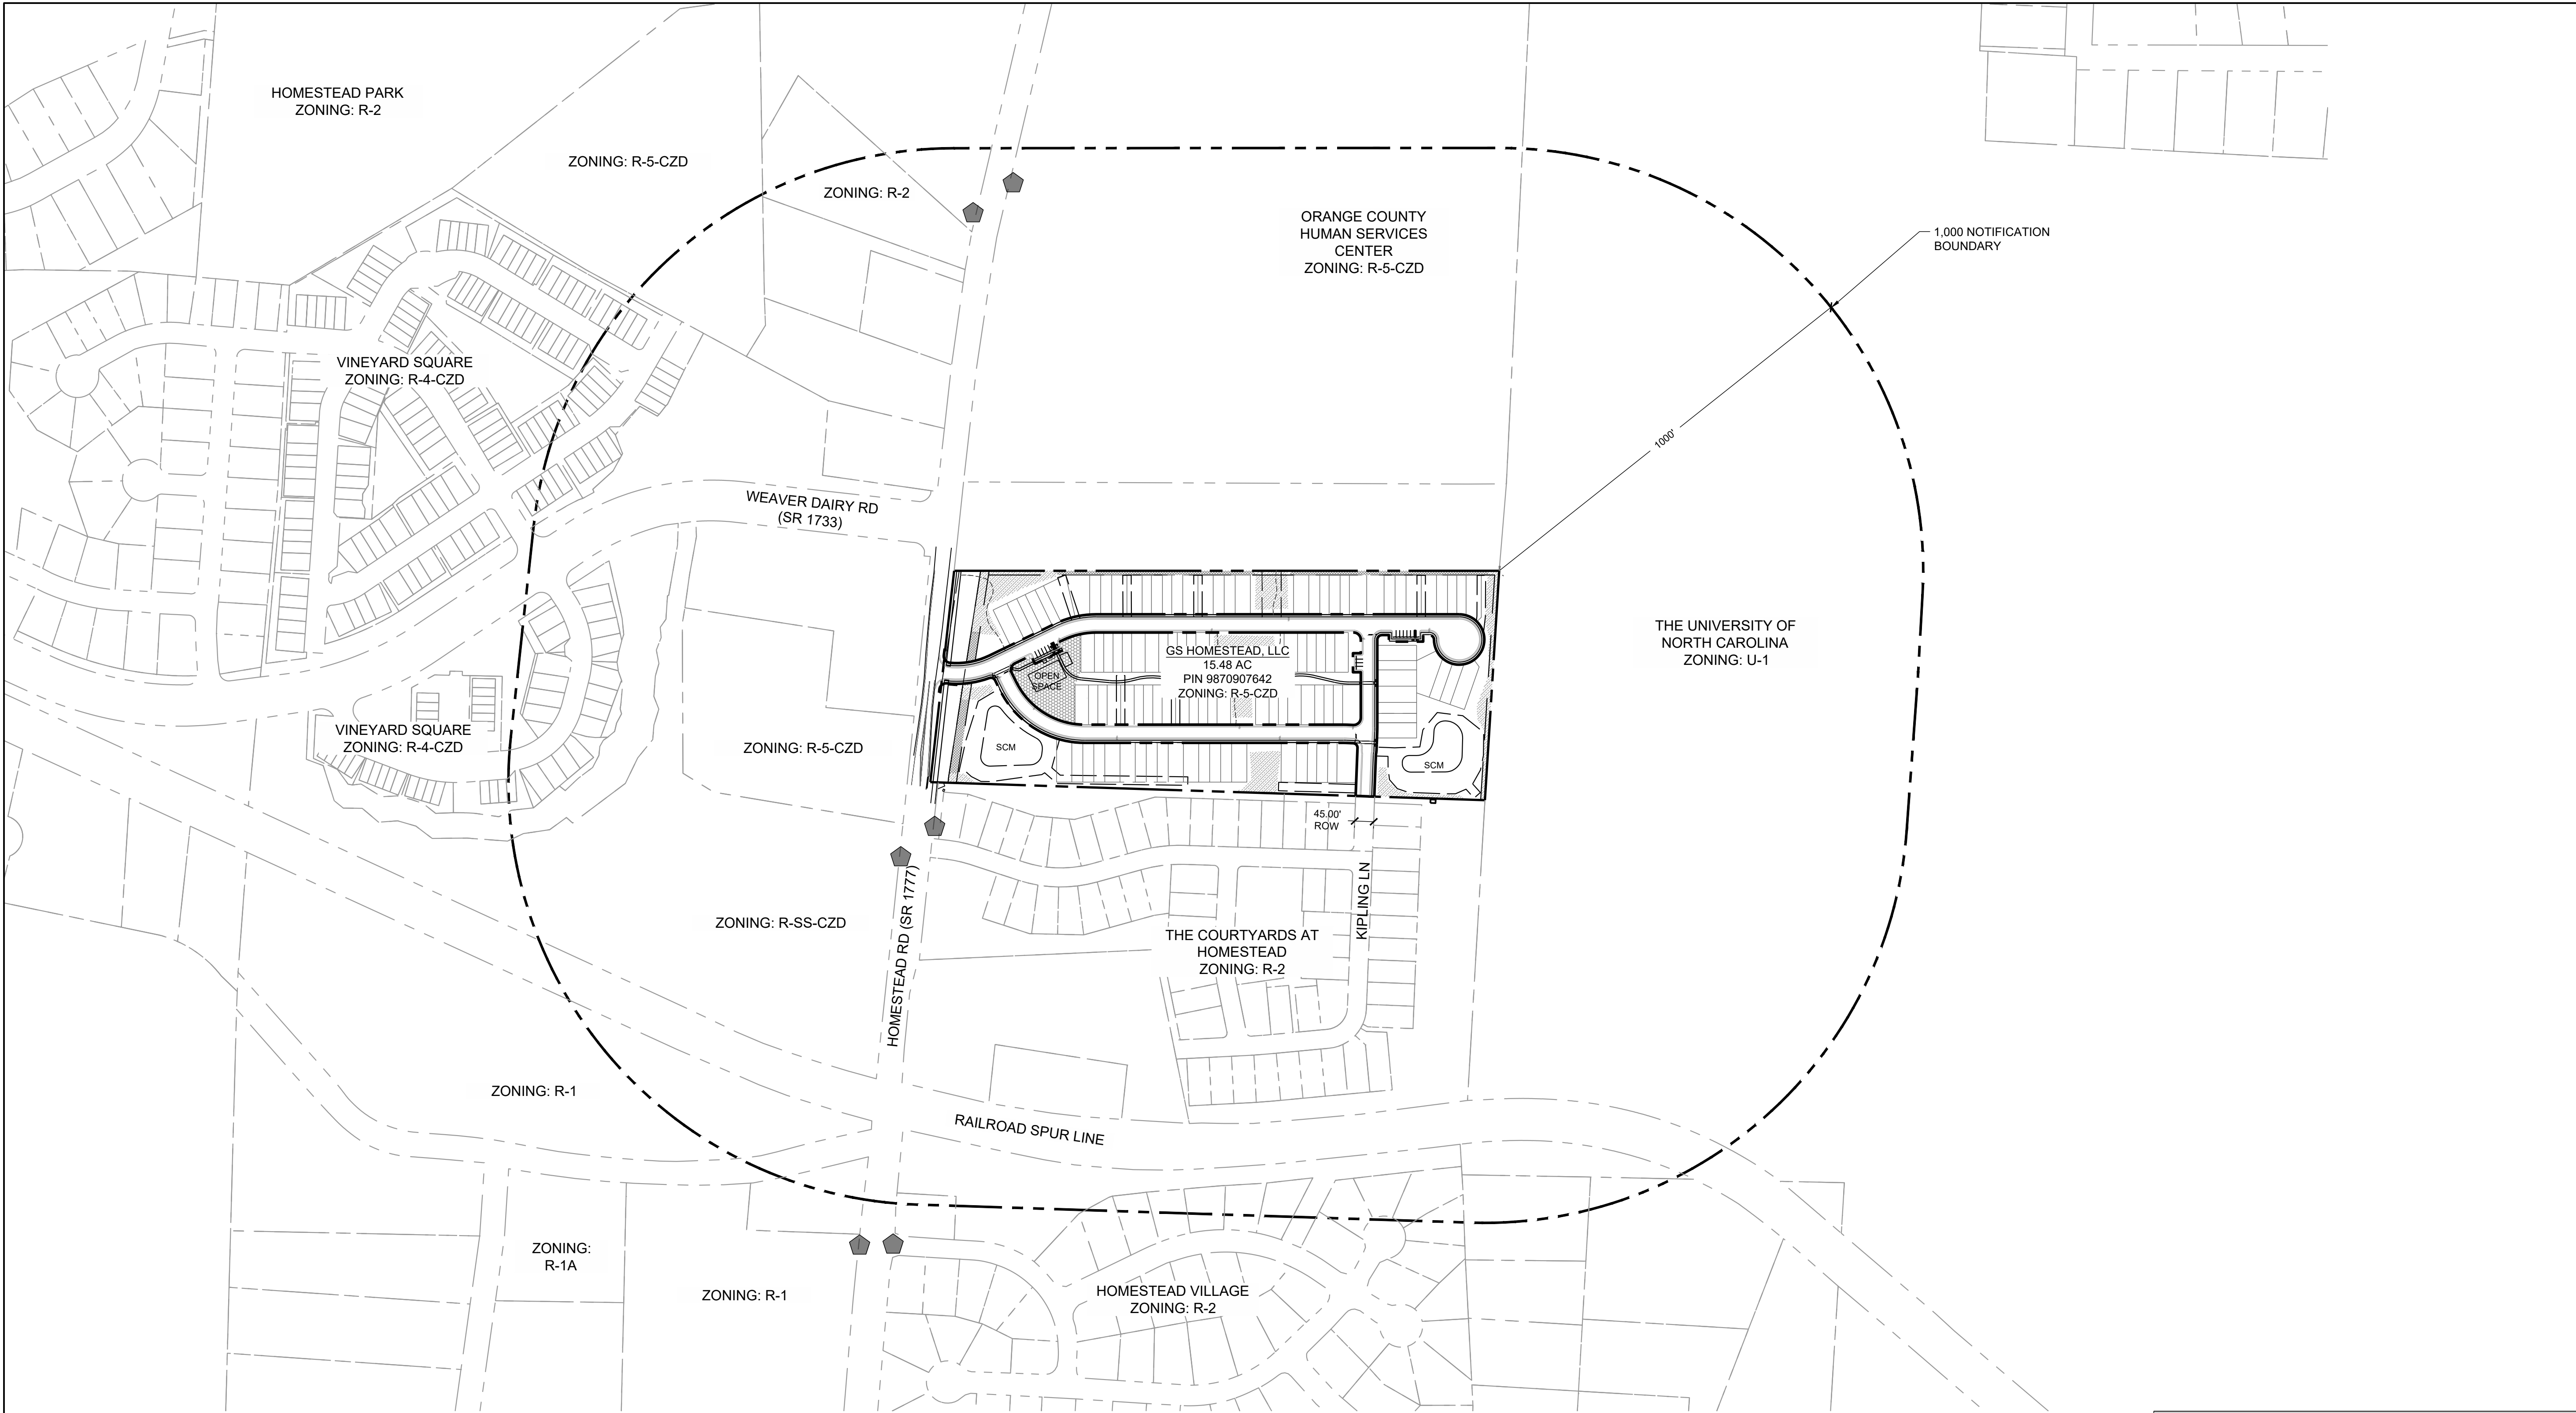 HOMESTEAD PARK
ZONING: R-2
ZONING: R-5-CZD
ZONING: R-2
ORANGE COUNTY
HUMAN SERVICES
CENTER
ZONING: R-5-CZD
1,000 NOTIFICATION
BOUNDARY
VINEYARD SQUARE
ZONING: R-4-CZD
1000'
WEAVER DAIRY RD
(SR 1733)
THE UNIVERSITY OF
NORTH CAROLINA
ZONING: U-1
GS HOMESTEAD, LLC
15.48 AC
PIN 9870907642
ZONING: R-5-CZD
OPEN
SPACE
VINEYARD SQUARE
ZONING: R-4-CZD
ZONING: R-5-CZD
SCM
SCM
45.00'
ROW
KIPLING LN
HOMESTEAD RD (SR 1777)
ZONING: R-SS-CZD
THE COURTYARDS AT
HOMESTEAD
ZONING: R-2
ZONING: R-1
RAILROAD SPUR LINE
ZONING:
R-1A
ZONING: R-1
HOMESTEAD VILLAGE
ZONING: R-2